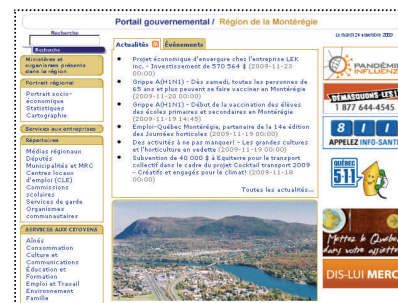 Portail gouvernemental / Région de la Montérégie
Recherche
Recherche
Le mardi 24 novembre 2009
Ministères et
organismes présents
dans la région
Portrait régional
Portrait socio-
économique
Statistiques
Cartographie
Services aux entreprises
Répertoires
Médias régionaux
Députés
Municipalités et MRC
Centres locaux
d'emploi (CLE)
Commissions
scolaires
Services de garde
Organismes
communautaires
SERVICES AUX CITOYENS
Aînés
Consommation
Culture et
Communications
Éducation et
Formation
Emploi et Travail
Environnement
Famille
Actualités
Événements
Projet économique d'envergure chez l'entreprise LEK
inc. - Investissement de 570 564 $ (2009-11-23
00:00)
Grippe A(H1N1) - Dès samedi, toutes les personnes de
65 ans et plus peuvent se faire vacciner en Montérégie
(2009-11-20 00:00)
Grippe A(H1N1) - Début de la vaccination des élèves
des écoles primaires et secondaires en Montérégie
(2009-11-19 14:45)
Emploi-Québec Montérégie, partenaire de la 14e édition
des Journées horticoles (2009-11-19 00:00)
Des activités à ne pas manquer! - Les grandes cultures
et l'horticulture en vedette (2009-11-19 00:00)
Subvention de 40 000 $ à Équiterre pour le transport
collectif dans le cadre du projet Cocktail transport 2009
- Créatifs et engagés pour le climat! (2009-11-18
00:00)
Toutes les actualités...
PANDÉMI
INFLUENZ
DÉMASQUONS-LES!
1 877 644-4545
8 1 1
APPELEZ INFO-SANTÉ
QUÉBEC
511
Mettez le Québec
dans votre assiette
DIS-LUI MERC